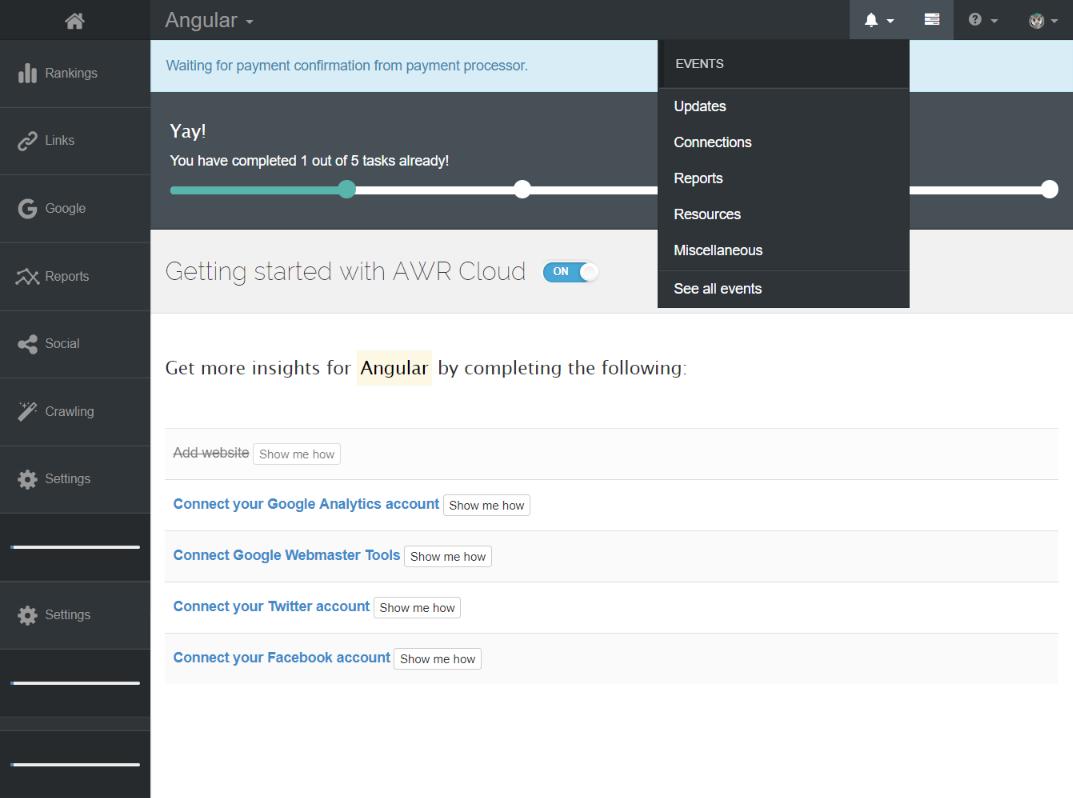 Angular
Rankings
Links
Google
Reports
Social
Crawling
Settings
Settings
Waiting for payment confirmation from payment processor.
Yay!
You have completed 1 out of 5 tasks already!
EVENTS
Updates
Connections
Reports
Resources
Miscellaneous
See all events
Getting started with AWR Cloud ON
Get more insights for Angular by completing the following:
Add website Show me how
Connect your Google Analytics account Show me how
Connect Google Webmaster Tools Show me how
Connect your Twitter account Show me how
Connect your Facebook account Show me how